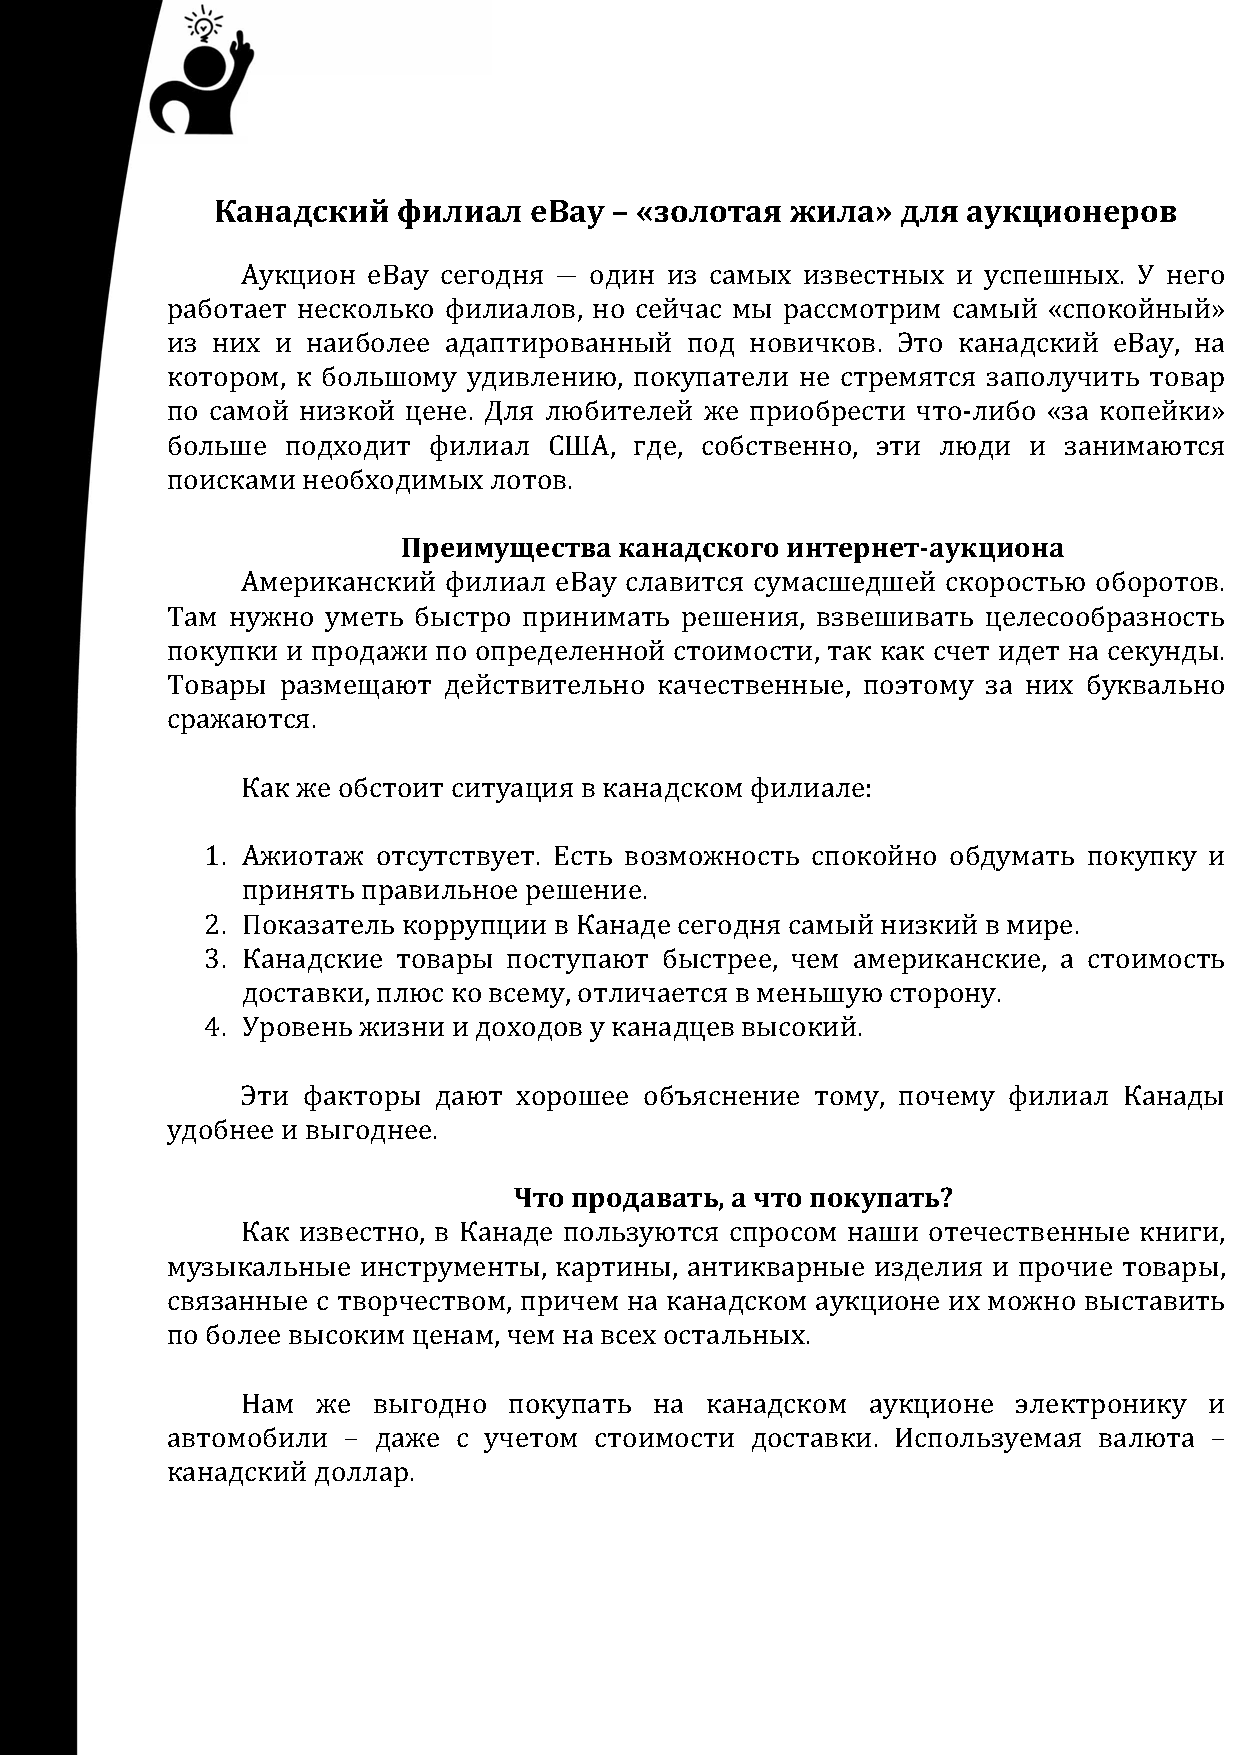 Канадский филиал eBay – «золотая жила» для аукционеров
Аукцион eBay сегодня — один из самых известных и успешных. У него
работает несколько филиалов, но сейчас мы рассмотрим самый «спокойный»
из них и наиболее адаптированный под новичков. Это канадский eBay, на
котором, к большому удивлению, покупатели не стремятся заполучить товар
по самой низкой цене. Для любителей же приобрести что-либо «за копейки»
больше подходит филиал США, где, собственно, эти люди и занимаются
поисками необходимых лотов.
Преимущества канадского интернет-аукциона
Американский филиал eBay славится сумасшедшей скоростью оборотов.
Там нужно уметь быстро принимать решения, взвешивать целесообразность
покупки и продажи по определенной стоимости, так как счет идет на секунды.
Товары размещают действительно качественные, поэтому за них буквально
сражаются.
Как же обстоит ситуация в канадском филиале:
1. Ажиотаж отсутствует. Есть возможность спокойно обдумать покупку и
принять правильное решение.
2. Показатель коррупции в Канаде сегодня самый низкий в мире.
3. Канадские товары поступают быстрее, чем американские, а стоимость
доставки, плюс ко всему, отличается в меньшую сторону.
4. Уровень жизни и доходов у канадцев высокий.
Эти факторы дают хорошее объяснение тому, почему филиал Канады
удобнее и выгоднее.
Что продавать, а что покупать?
Как известно, в Канаде пользуются спросом наши отечественные книги,
музыкальные инструменты, картины, антикварные изделия и прочие товары,
связанные с творчеством, причем на канадском аукционе их можно выставить
по более высоким ценам, чем на всех остальных.
Нам же выгодно покупать на канадском аукционе электронику и
автомобили – даже с учетом стоимости доставки. Используемая валюта –
канадский доллар.